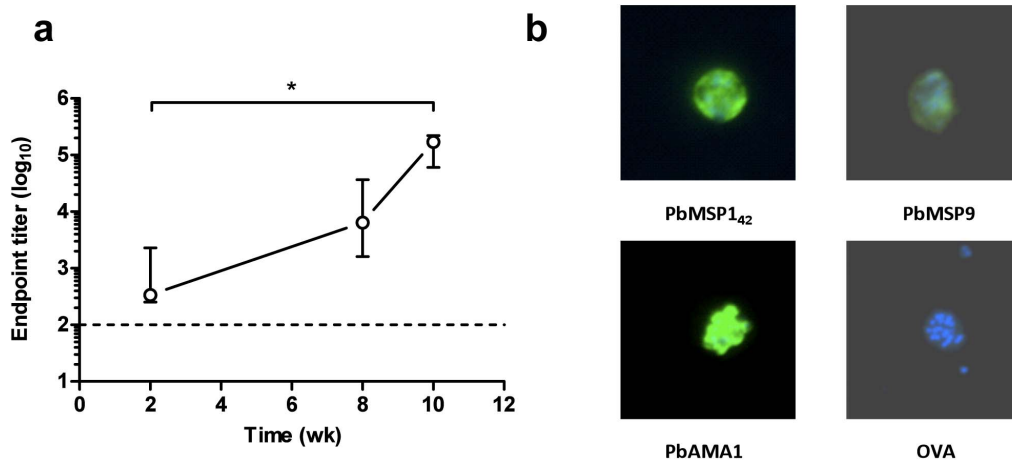 a
b
*
6
5
4
3
2
1
Endpoint titer (log10)
0 2 4 6 8 10 12
Time (wk)
PbMSP142
PbMSP9
PbAMA1
OVA